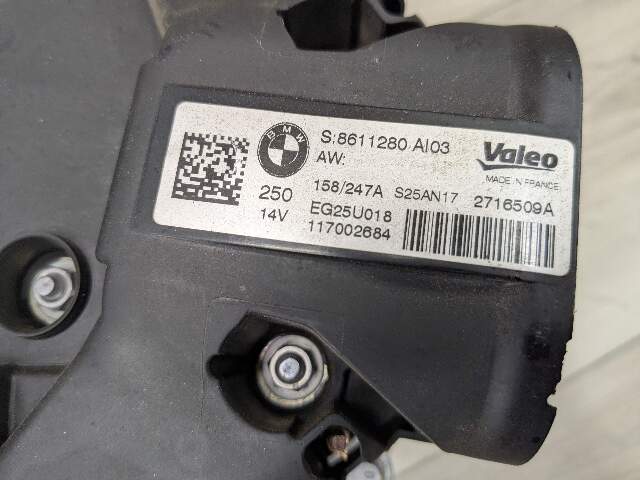 BMW
S:8611280 AI03
AW:
Valeo
MADE IN FRANCE
250
14V
158/247A S25AN17 2716509A
EG25U018
117002684